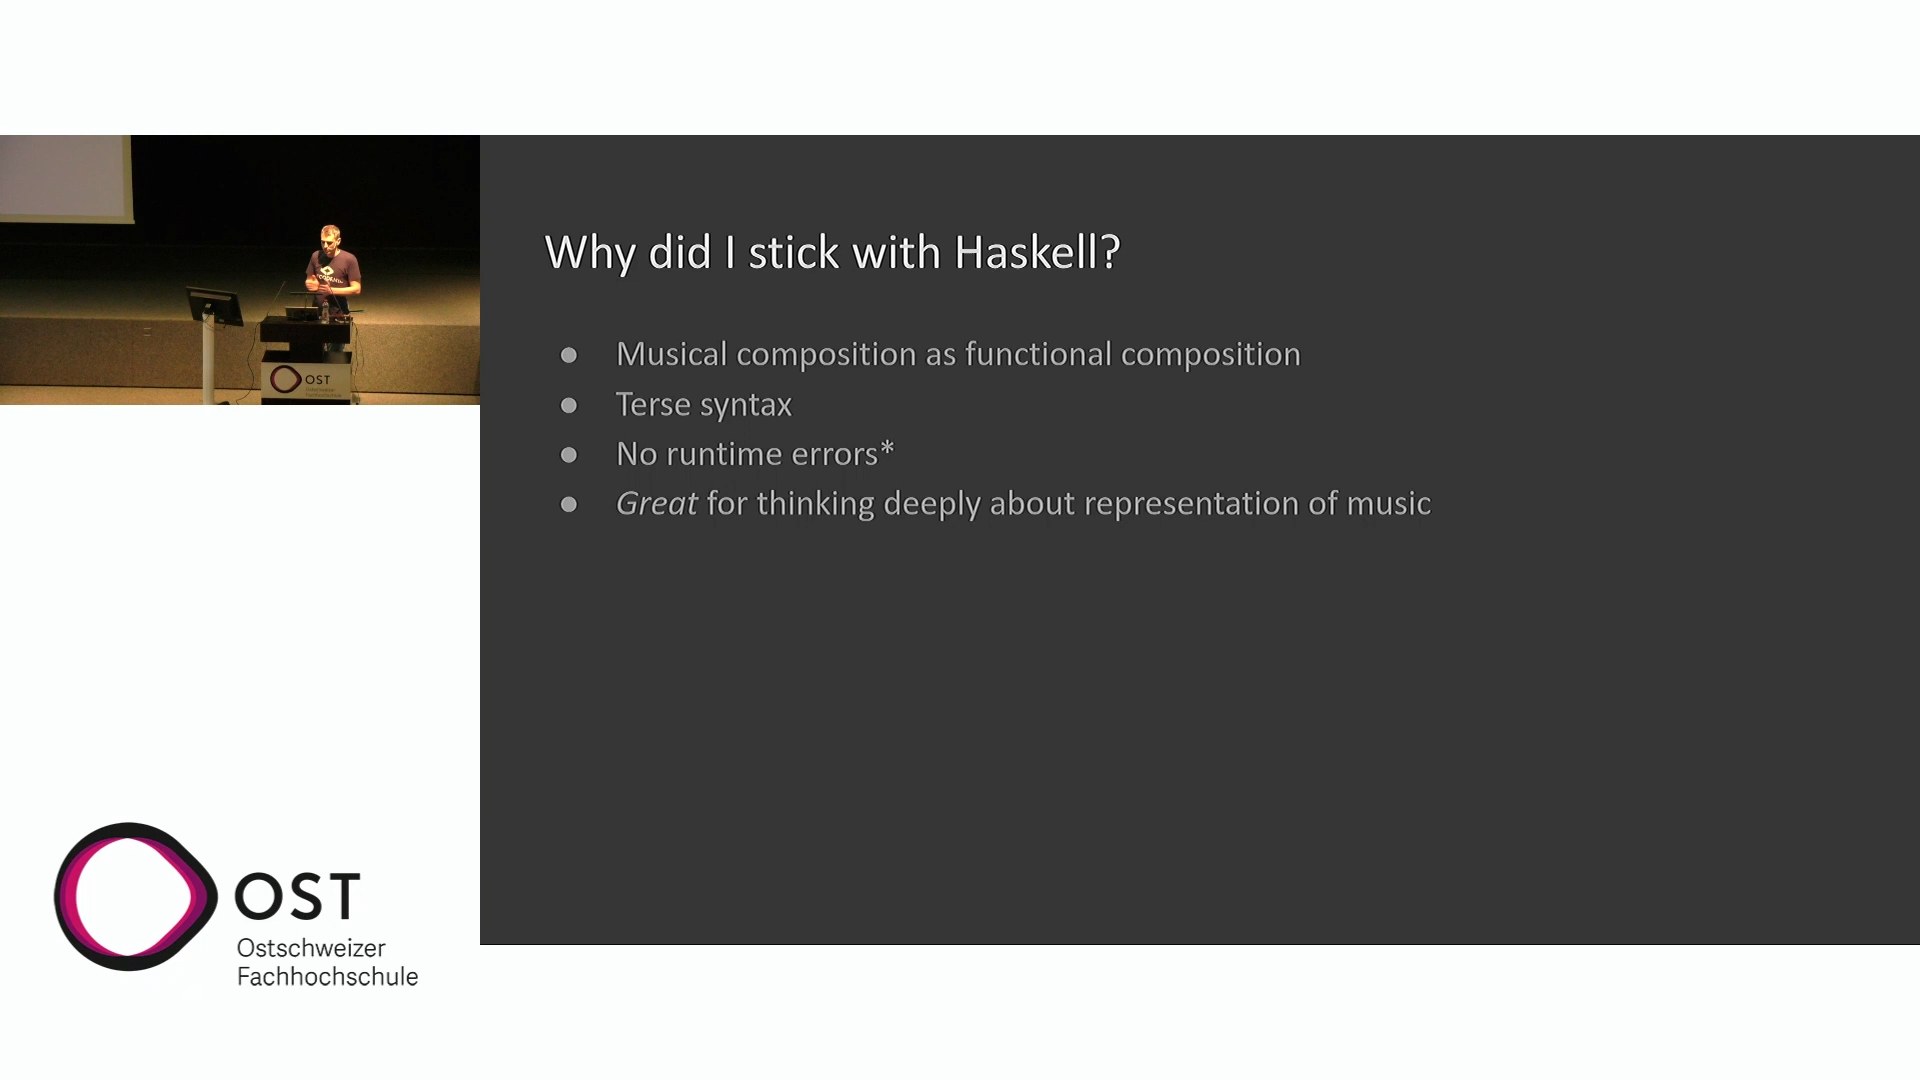 Why did I stick with Haskell?
● Musical composition as functional composition
● Terse syntax
● No runtime errors*
● Great for thinking deeply about representation of music
OST
OST
Ostschweizer
Fachhochschule